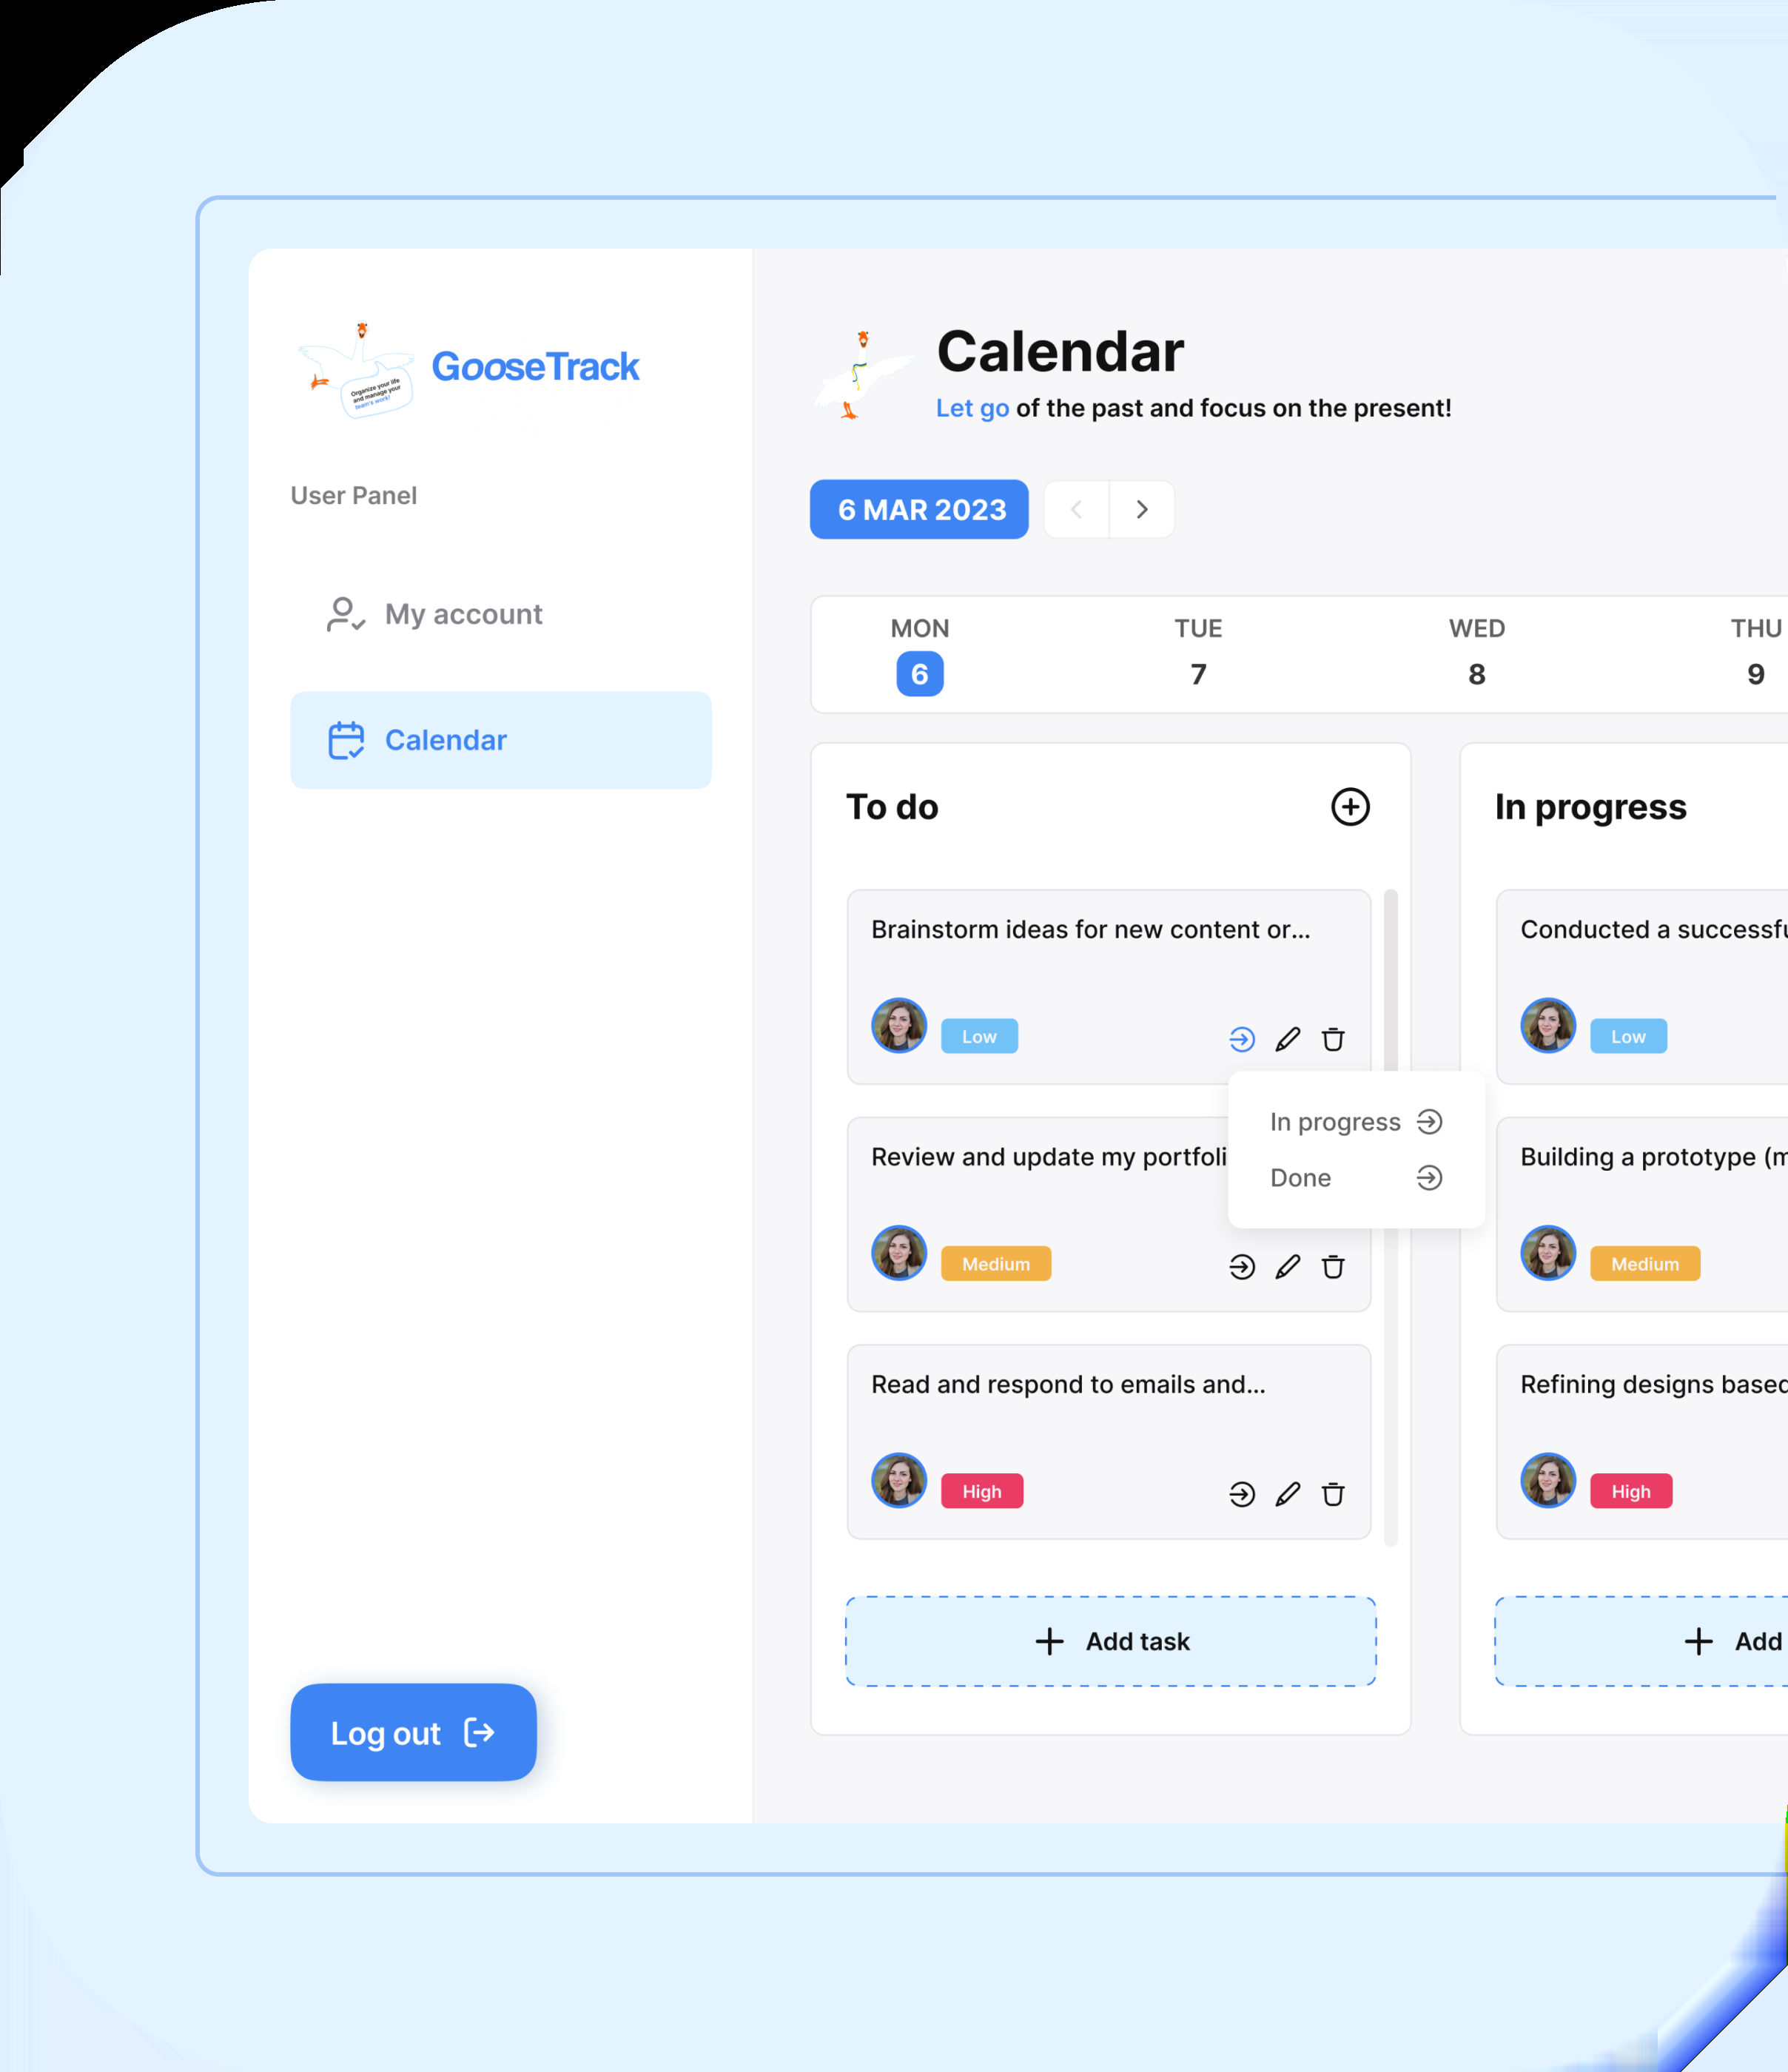 GooseTrack
Organize your life
and manage your
team's work!
User Panel
My account
Calendar
Log out
Calendar
Let go of the past and focus on the present!
6 MAR 2023
MON
TUE
WED
THU
6
7
8
9
To do
Brainstorm ideas for new content or...
Low
In progress
Done
Review and update my portfoli
Medium
Read and respond to emails and...
High
Add task
In progress
Conducted a successfu
Low
Building a prototype (m
Medium
Refining designs based
High
Add